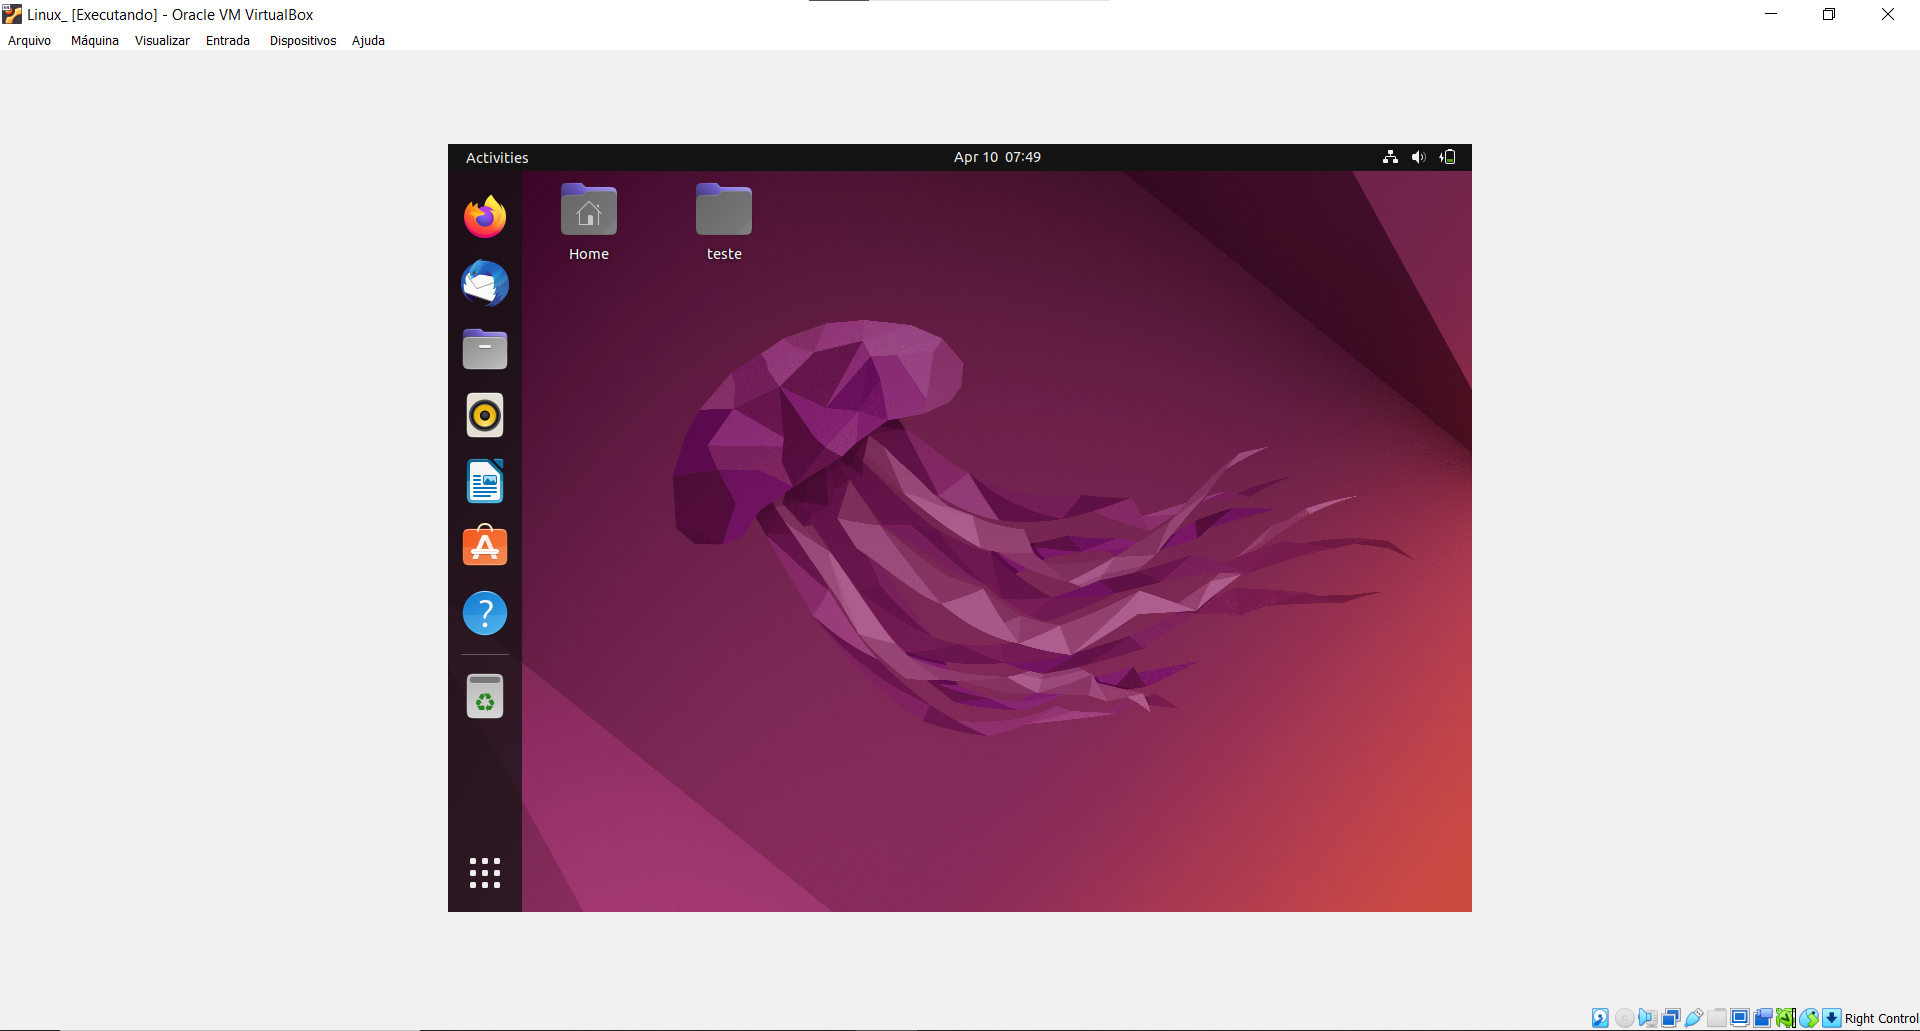 Linux_ [Executando] - Oracle VM VirtualBox
Arquivo Máquina Visualizar Entrada Dispositivos Ajuda
Activities Apr 10 07:49
Home teste
?
Right Control